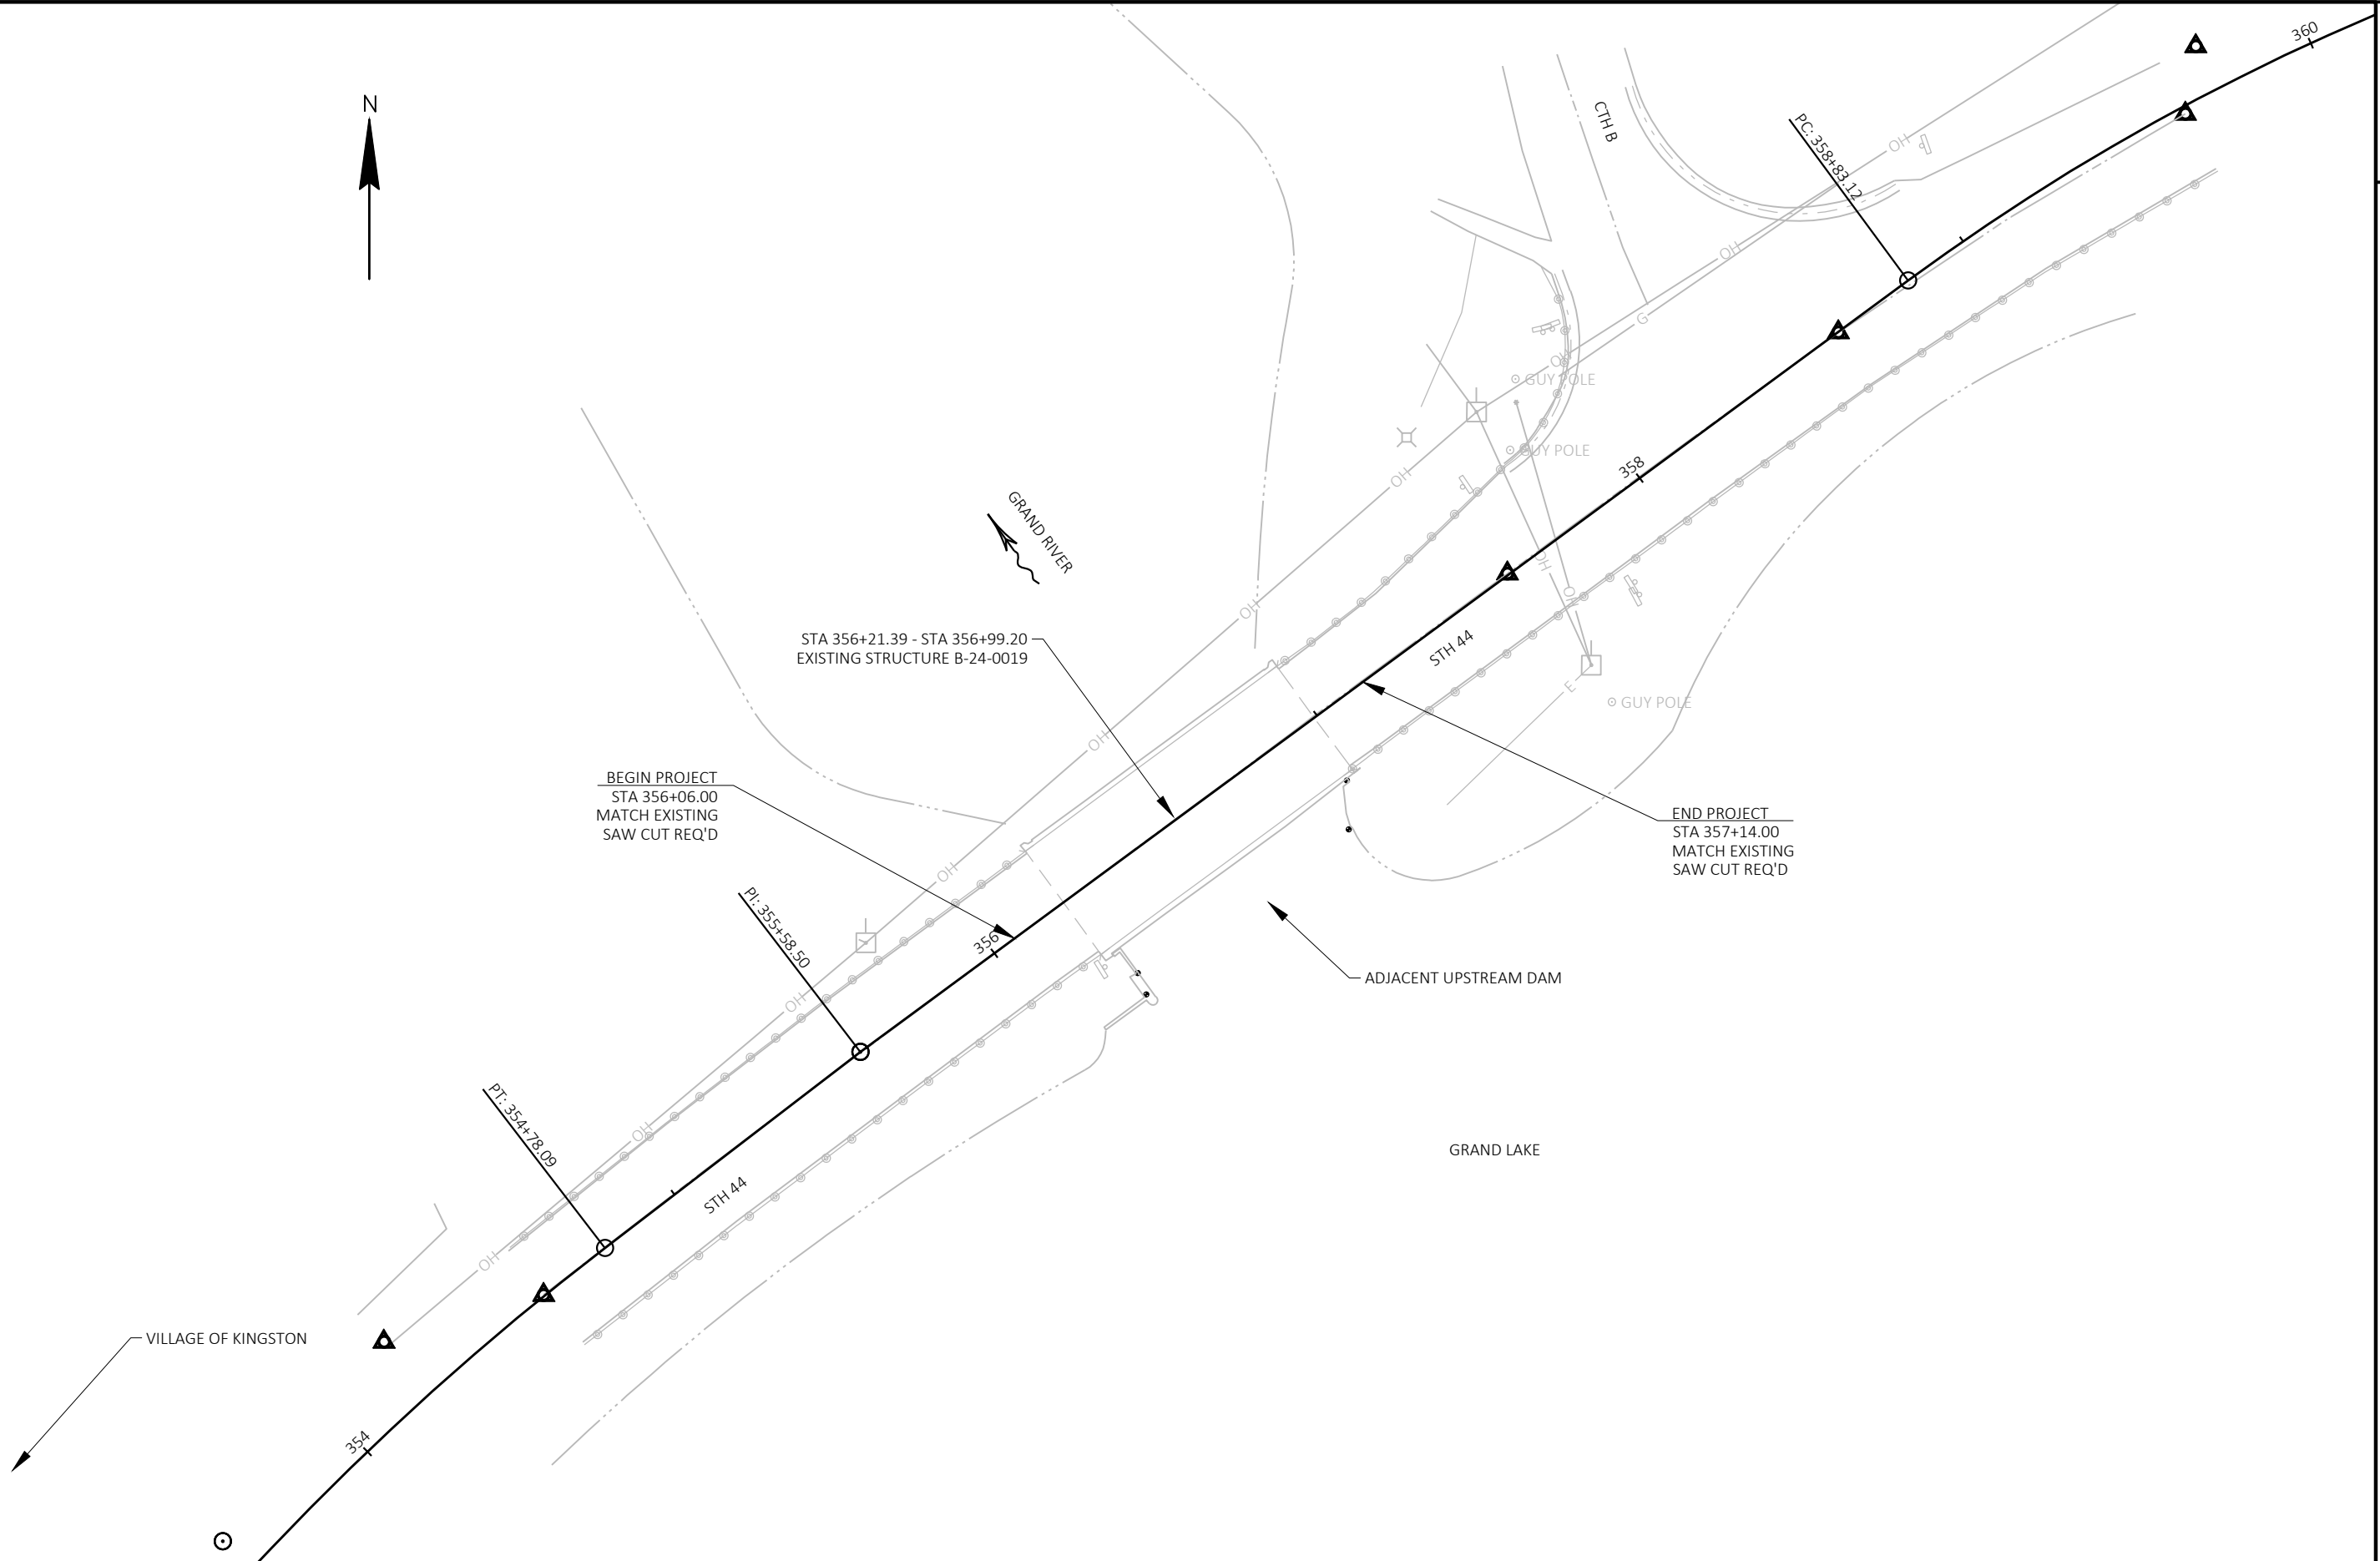 360
N
CTH B
PC: 358+83.12
OH
OH
G
OH
GUY POLE
GUY POLE
OH
358
GRAND RIVER
OH
OH
OH
STA 356+21.39 - STA 356+99.20
EXISTING STRUCTURE B-24-0019
STH 44
E
GUY POLE
OH
BEGIN PROJECT
STA 356+06.00
MATCH EXISTING
SAW CUT REQ'D
END PROJECT
STA 357+14.00
MATCH EXISTING
SAW CUT REQ'D
OH
PI: 355+58.50
356
ADJACENT UPSTREAM DAM
OH
PT: 354+78.09
OH
GRAND LAKE
STH 44
OH
VILLAGE OF KINGSTON
354